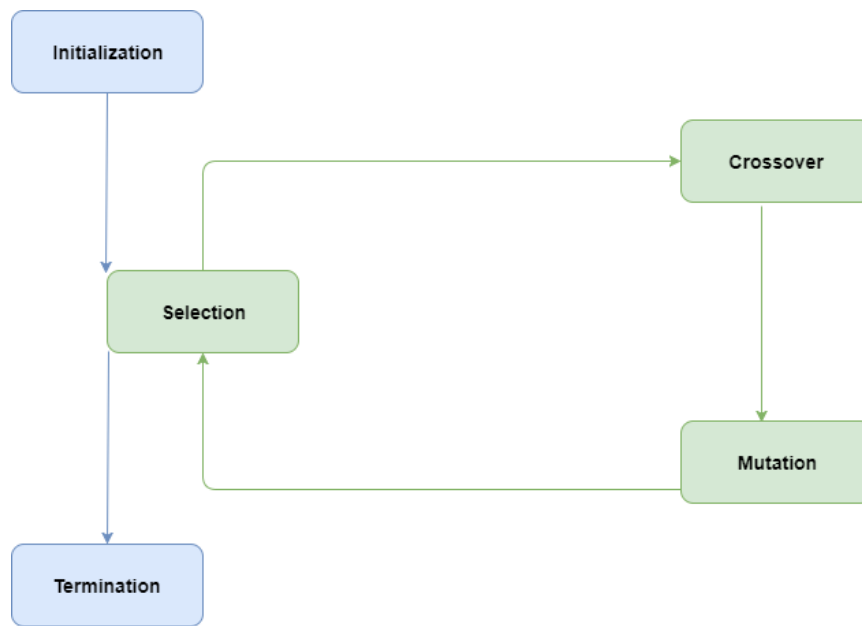 Initialization
Crossover
Selection
Mutation
Termination